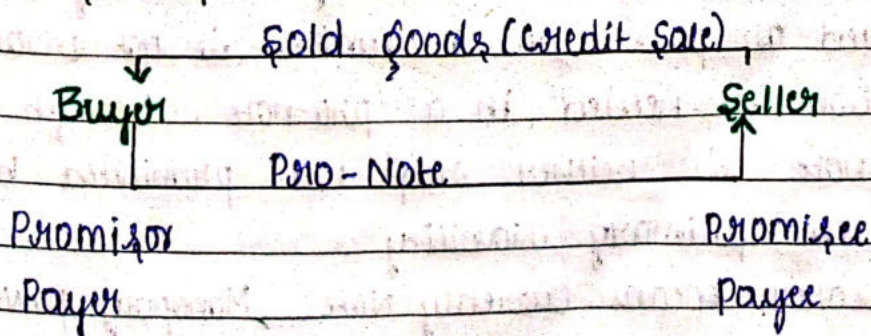 Sold goods (Credit Sale)
Buyer Seller
Pro-Note
Promisor Promisee
Payer Payee